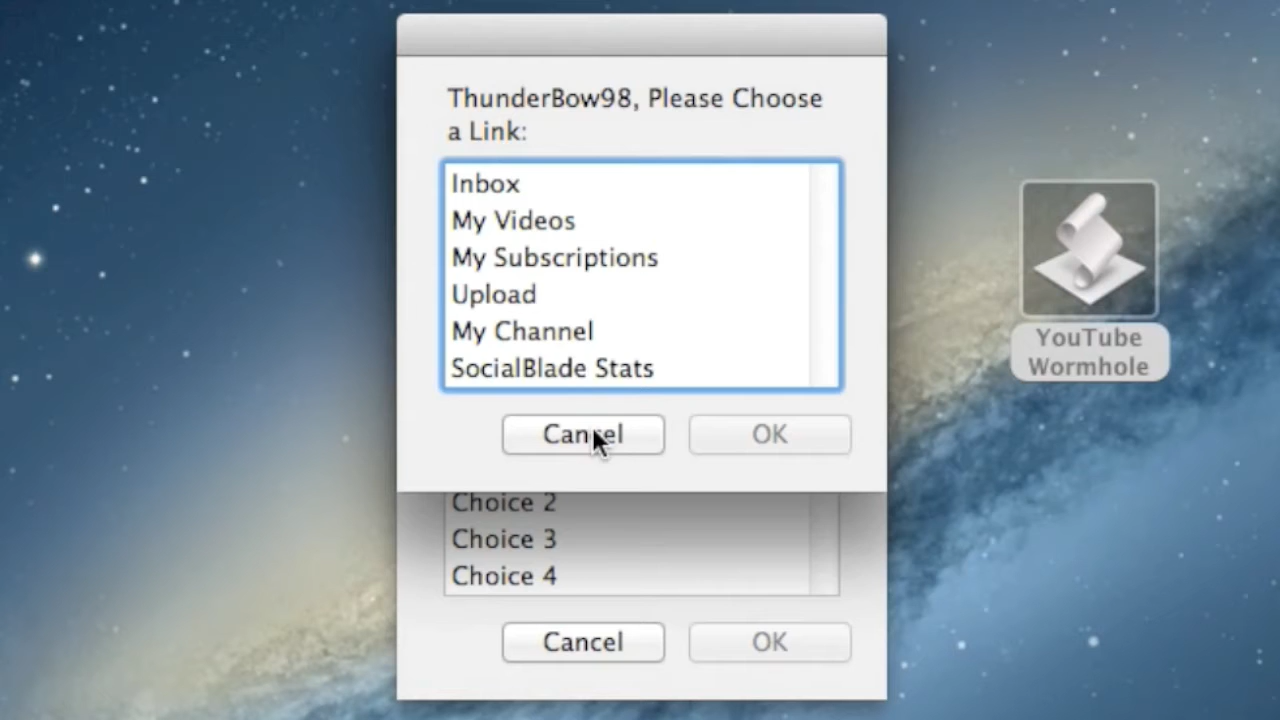 ThunderBow98, Please Choose
a Link:
Inbox
My Videos
My Subscriptions
Upload
My Channel
SocialBlade Stats
Cancel
OK
Choice 2
Choice 3
Choice 4
Cancel
OK
YouTube
Wormhole